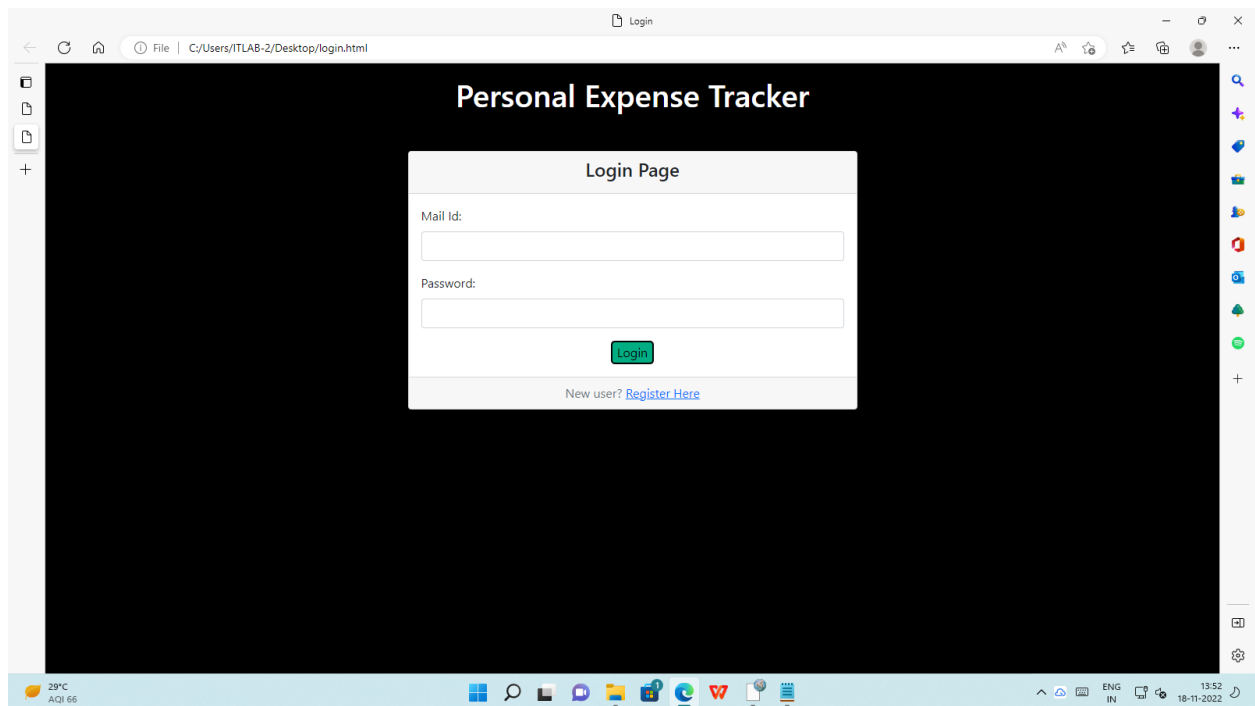 Login
File | C:/Users/ITLAB-2/Desktop/login.html
Personal Expense Tracker
Login Page
Mail Id:
Password:
Login
New user? Register Here
29°C
AQI 66
1
ENG
IN
13:52
18-11-2022